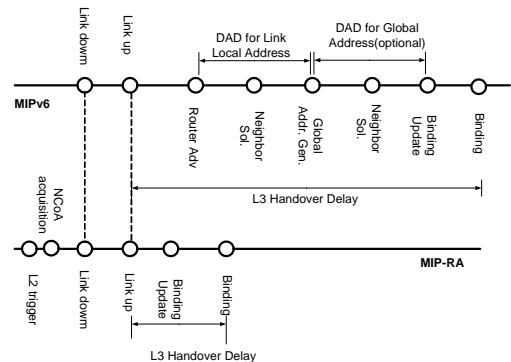 Link dowm
Link up
DAD for Link
Local Address
DAD for Global
Address(optional)
MIPv6
Router Adv
Neighbor
Sol.
Global
Addr. Gen.
Neighbor
Sol.
Binding
Update
Binding
L3 Handover Delay
NCoA
acquisition
MIP-RA
L2 trigger
Link dowm
Link up
Binding
Update
Binding
L3 Handover Delay